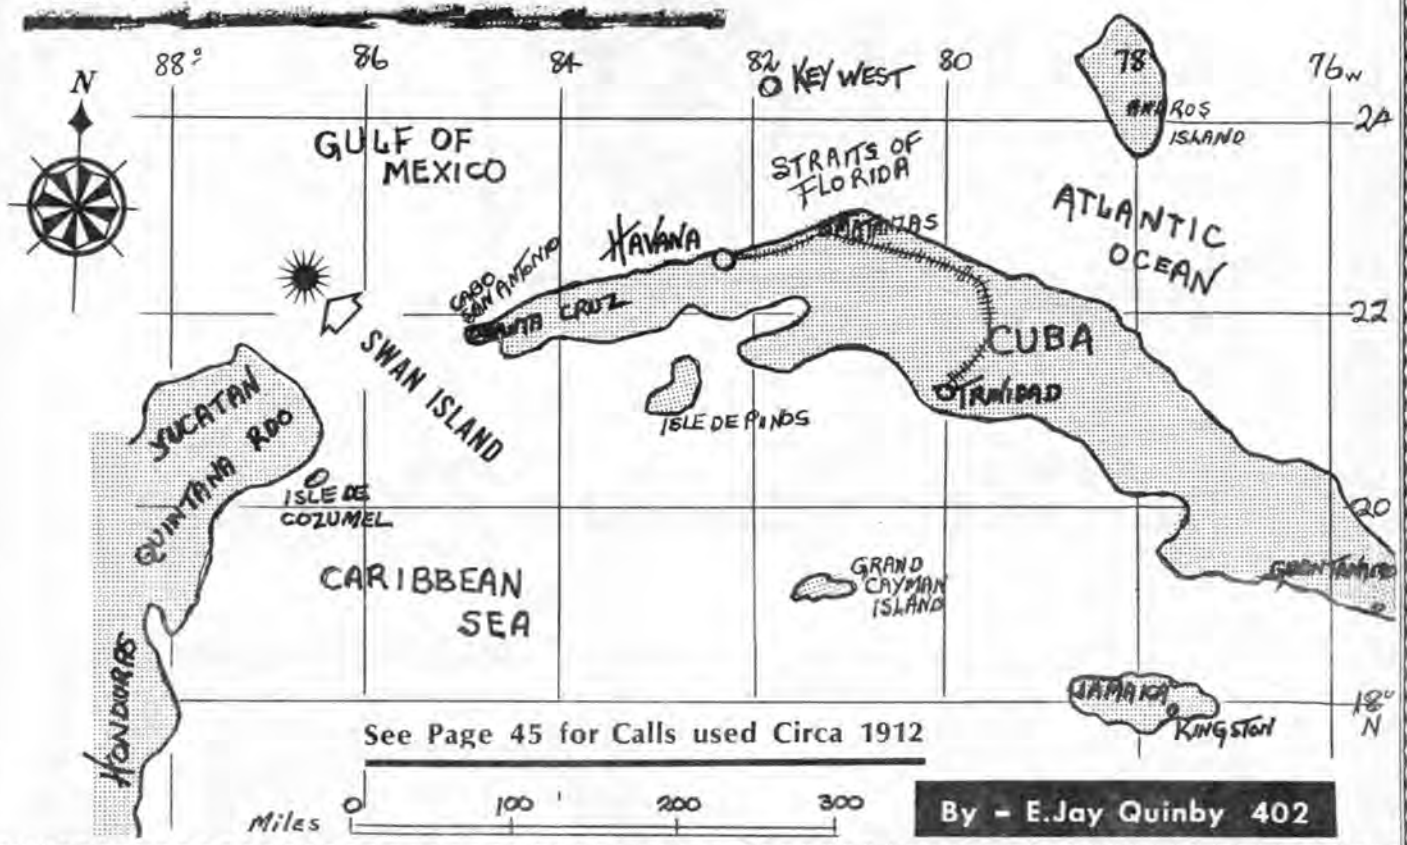 88° 86 84 82 80 78 76w
N
KEY WEST
24
ANAROS
ISLAND
GULF OF
MEXICO
STRAITS OF
FLORIDA
ATLANTIC
OCEAN
MATANZAS
HAVANA
CABO
SAN ANTONIO
SANTA CRUZ
22
SWAN ISLAND
CUBA
TRINIDAD
ISLE DE PINOS
YUCATAN
QUINTANA ROO
ISLE DE
COZUMEL
20
CARIBBEAN
SEA
GRAND
CAYMAN
ISLAND
HONDURAS
JAMAICA
KINGSTON
18°
N
See Page 45 for Calls used Circa 1912
Miles 0 100 200 300
By - E.Jay Quinby 402